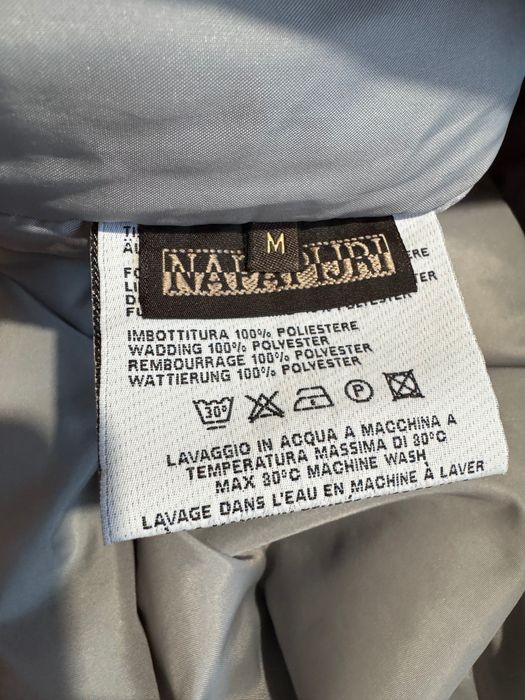 M
NAPAPIJRI
IMBOTTITURA 100% POLIESTERE
WADDING 100% POLYESTER
REMBOURRAGE 100% POLYESTER
WATTIERUNG 100% POLYESTER
30° P
LAVAGGIO IN ACQUA A MACCHINA A
TEMPERATURA MASSIMA DI 30°C
MAX 30°C MACHINE WASH
LAVAGE DANS L'EAU EN MACHINE À LAVER